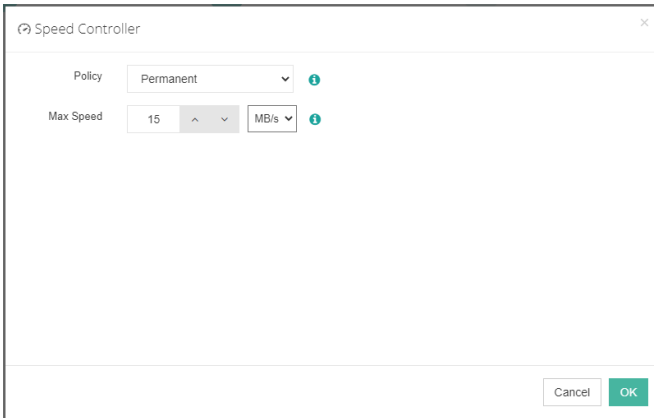 Speed Controller
Policy Permanent
Max Speed 15 MB/s
Cancel OK